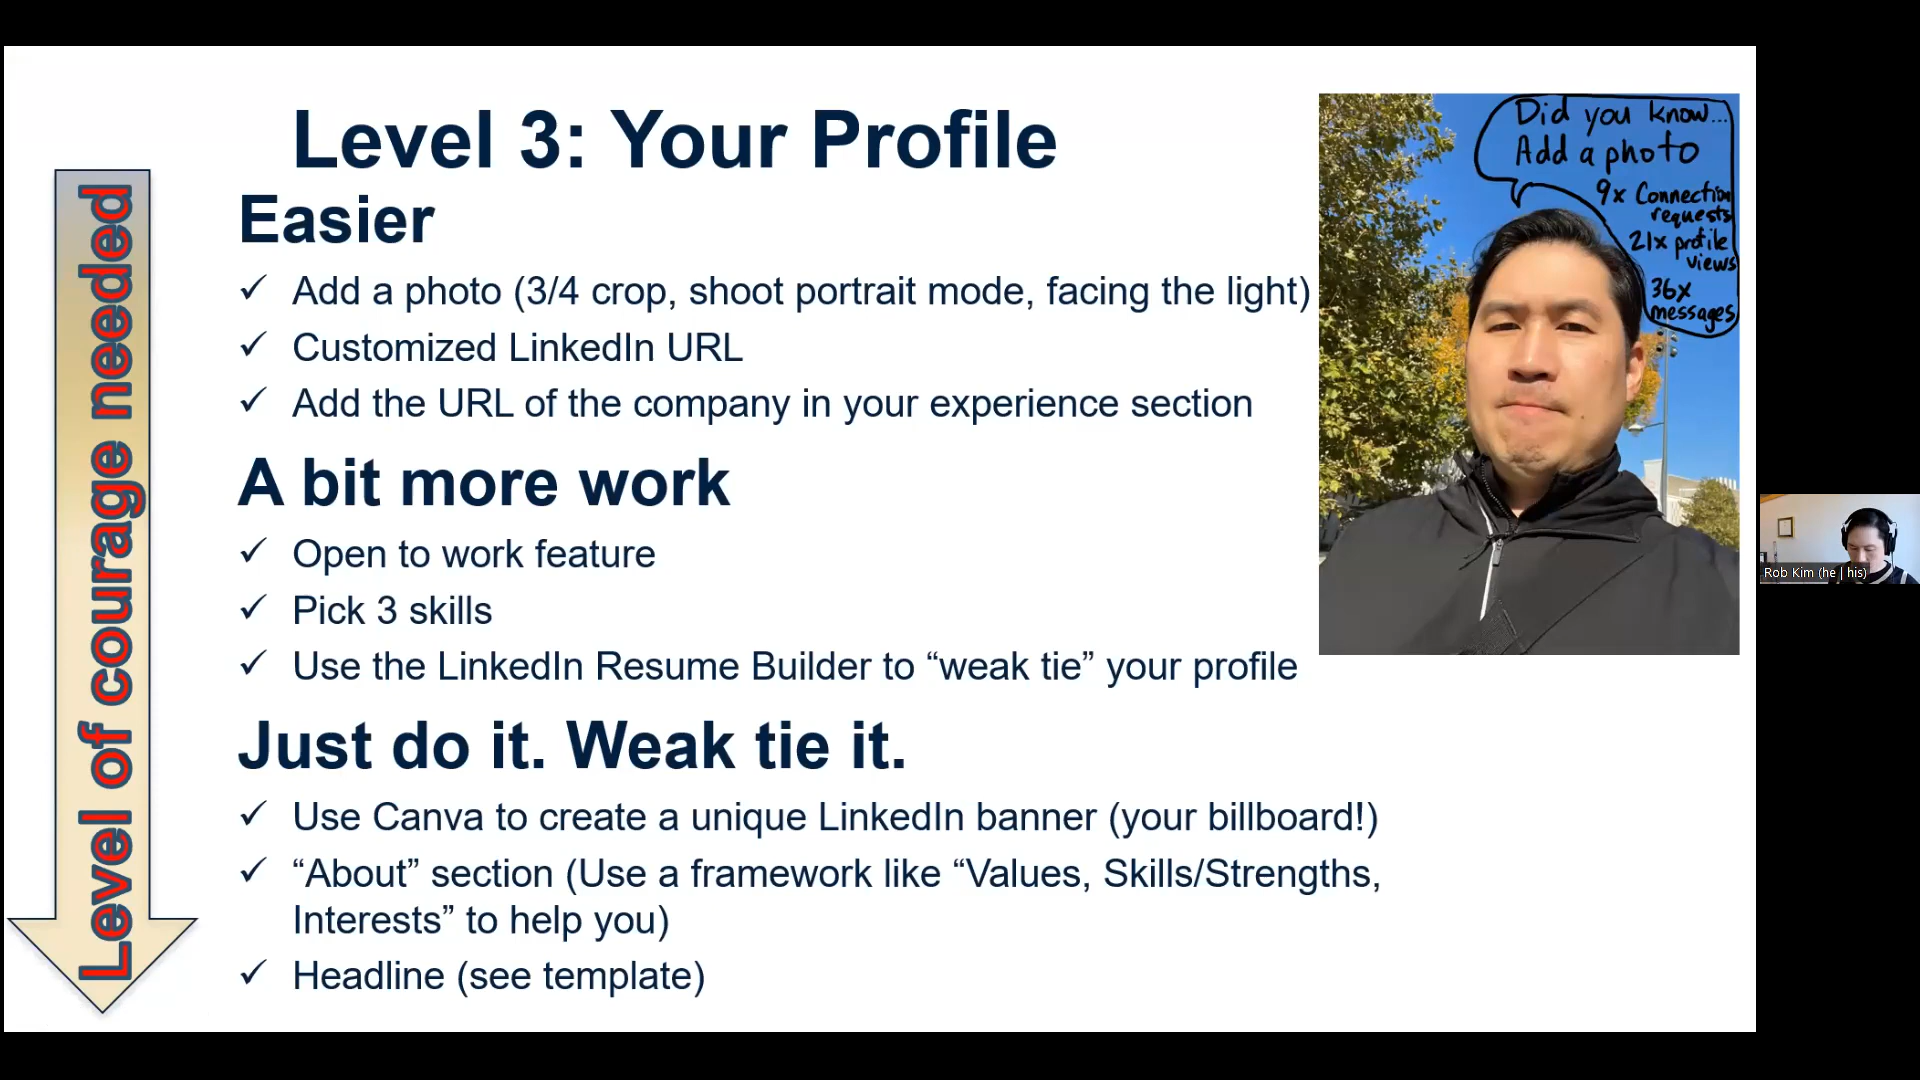 Level 3: Your Profile
Level of courage needed
Easier
✓ Add a photo (3/4 crop, shoot portrait mode, facing the light)
✓ Customized LinkedIn URL
✓ Add the URL of the company in your experience section
A bit more work
✓ Open to work feature
✓ Pick 3 skills
✓ Use the LinkedIn Resume Builder to “weak tie” your profile
Just do it. Weak tie it.
✓ Use Canva to create a unique LinkedIn banner (your billboard!)
✓ “About” section (Use a framework like “Values, Skills/Strengths,
Interests” to help you)
✓ Headline (see template)
Did you know...
Add a photo
9x Connection
requests
21x profile
views
36x
messages
Rob Kim (he | his)